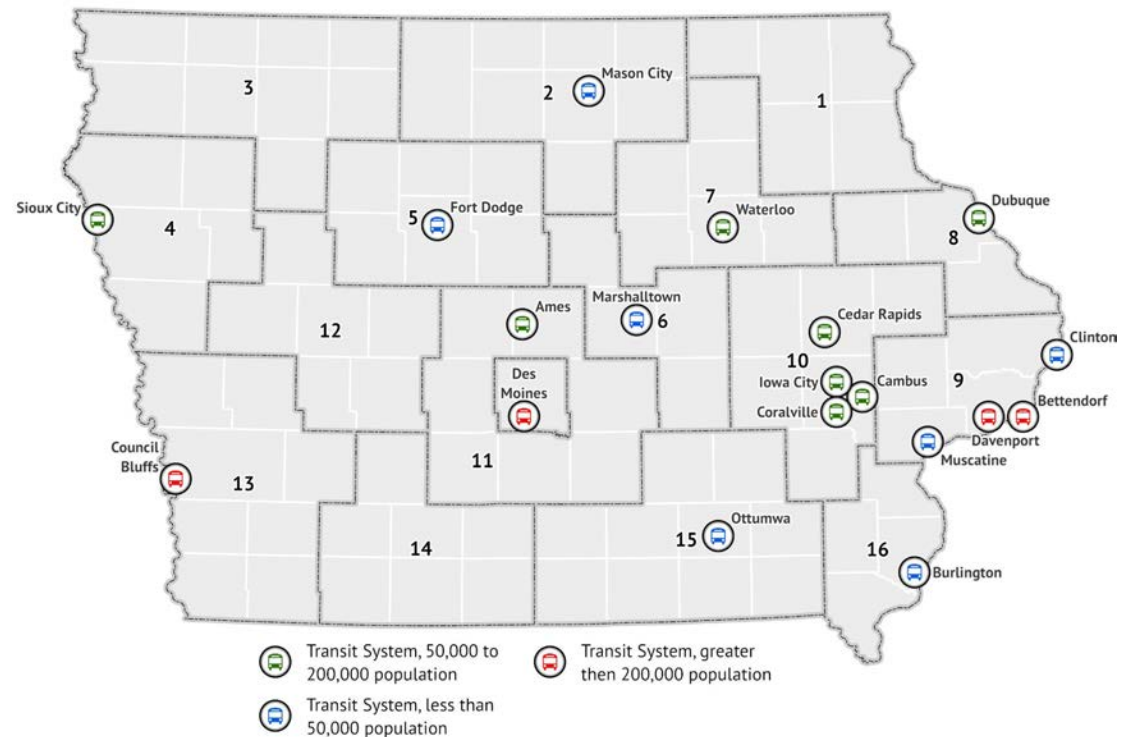 Mason City
3
2
1
Sioux City
4
5
Fort Dodge
7
Waterloo
Dubuque
8
12
Ames
Marshalltown
6
Cedar Rapids
10
Clinton
Des
Moines
Iowa City
Cambus
9
Coralville
Bettendorf
Davenport
Muscatine
Council
Bluffs
13
11
14
15
Ottumwa
16
Burlington
Transit System, 50,000 to
200,000 population
Transit System, greater
then 200,000 population
Transit System, less than
50,000 population